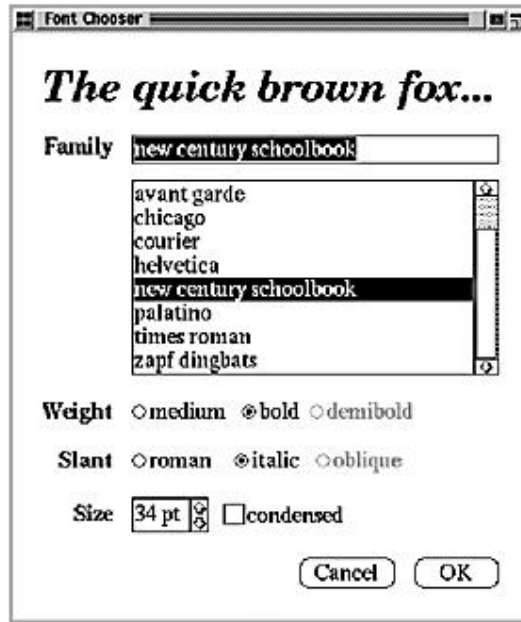 Font Chooser
The quick brown fox...
Family new century schoolbook
avant garde
chicago
courier
helvetica
new century schoolbook
palatino
times roman
zapf dingbats
Weight medium bold demibold
Slant roman italic oblique
Size 34 pt condensed
Cancel OK